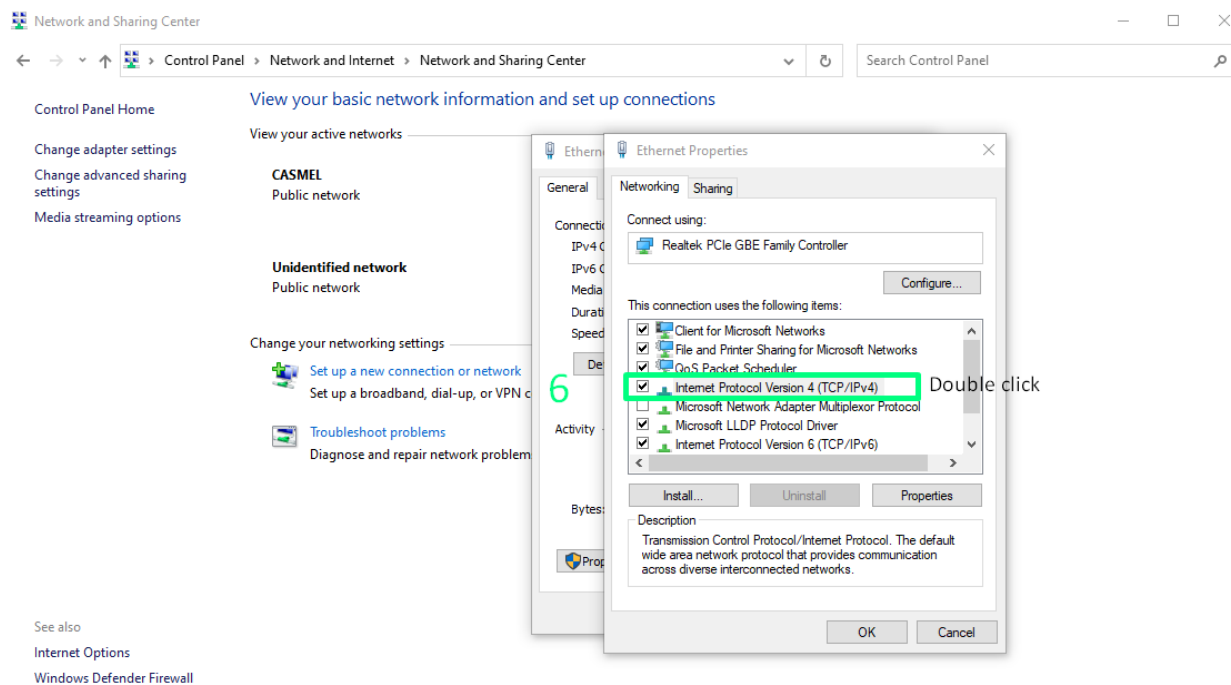 Network and Sharing Center
Control Panel > Network and Internet > Network and Sharing Center
Search Control Panel
Control Panel Home
Change adapter settings
Change advanced sharing
settings
Media streaming options
See also
Internet Options
Windows Defender Firewall
View your basic network information and set up connections
View your active networks
CASMEL
Public network
Unidentified network
Public network
Change your networking settings
Set up a new connection or network
Set up a broadband, dial-up, or VPN c
Troubleshoot problems
Diagnose and repair network problem
6
General
IPv4
IPv6
Media
Speed
Activity
Bytes:
Ethernet Properties
Networking
Sharing
Connect using:
Realtek PCIe GBE Family Controller
Configure...
This connection uses the following items:
Client for Microsoft Networks
File and Printer Sharing for Microsoft Networks
QoS Packet Scheduler
Internet Protocol Version 4 (TCP/IPv4)
Double click
Microsoft Network Adapter Multiplexor Protocol
Microsoft LLDP Protocol Driver
Internet Protocol Version 6 (TCP/IPv6)
Install...
Uninstall
Properties
Description
Transmission Control Protocol/Internet Protocol. The default
wide area network protocol that provides communication
across diverse interconnected networks.
OK
Cancel